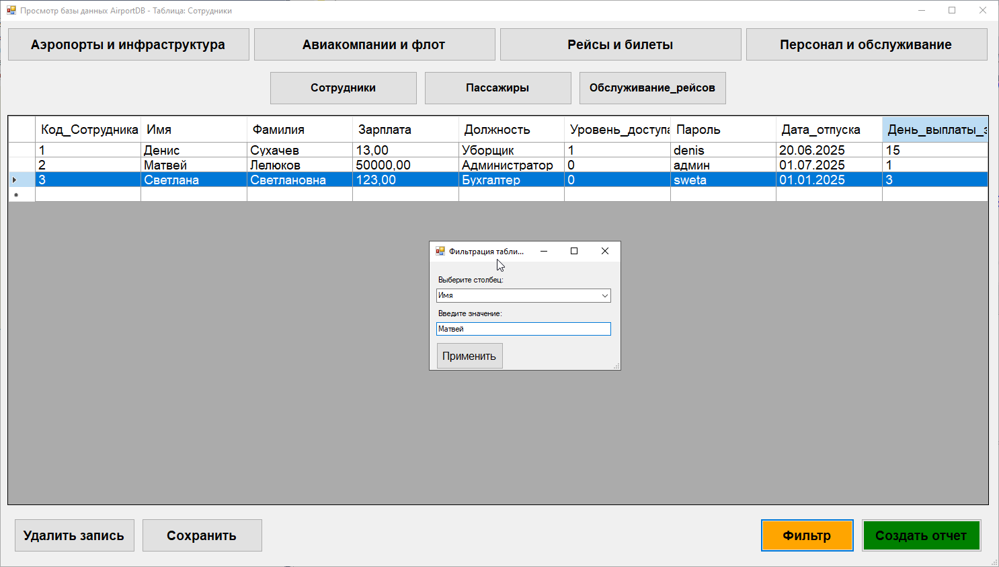 Просмотр базы данных AirportDB - Таблица: Сотрудники
Аэропорты и инфраструктура Авиакомпании и флот Рейсы и билеты Персонал и обслуживание
Сотрудники Пассажиры Обслуживание_рейсов
Код_Сотрудника Имя Фамилия Зарплата Должность Уровень_доступа Пароль Дата_отпуска День_выплаты_з
1 Денис Сухачев 13,00 Уборщик 1 denis 20.06.2025 15
2 Матвей Лелюков 50000,00 Администратор 0 админ 01.07.2025 1
3 Светлана Светлановна 123,00 Бухгалтер 0 sweta 01.01.2025 3
Фильтрация табли...
Выберите столбец:
Имя
Введите значение:
Матвей
Применить
Удалить запись Сохранить Фильтр Создать отчет